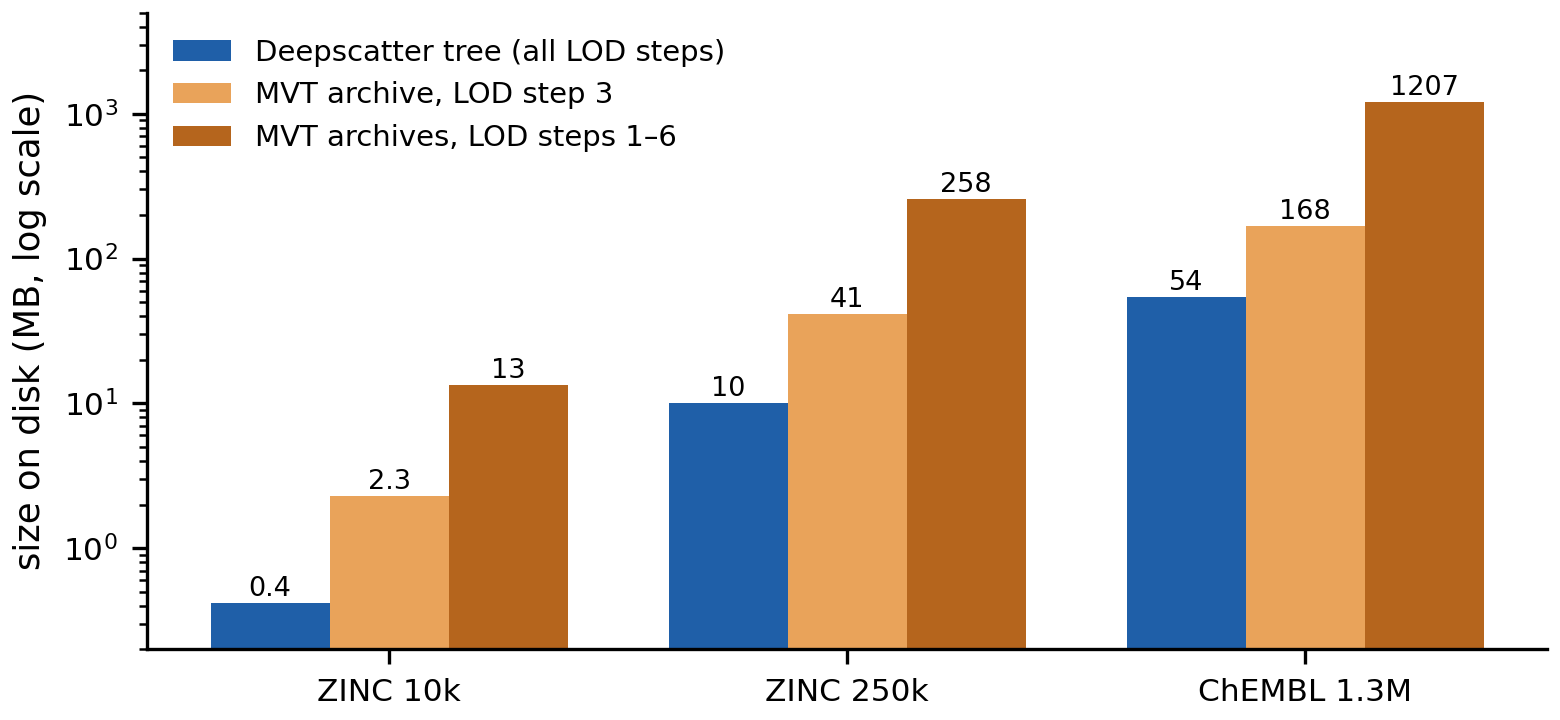 Deepscatter tree (all LOD steps)
MVT archive, LOD step 3
MVT archives, LOD steps 1–6
size on disk (MB, log scale)
10³
10²
10¹
10⁰
0.4
2.3
13
10
41
258
54
168
1207
ZINC 10k
ZINC 250k
ChEMBL 1.3M